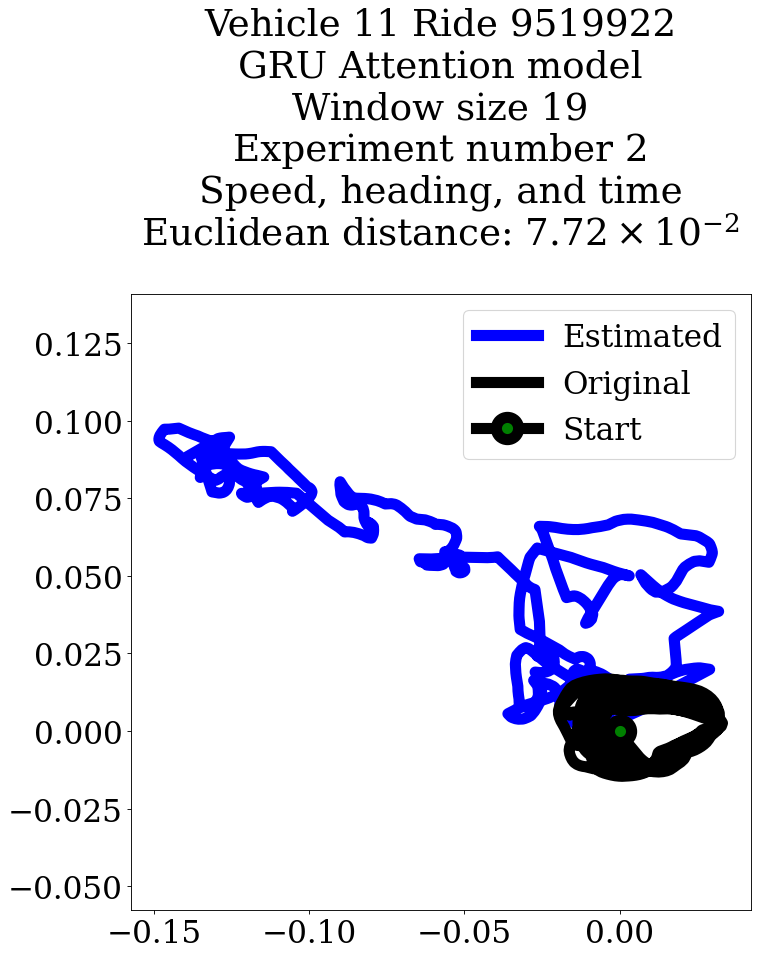 Vehicle 11 Ride 9519922
GRU Attention model
Window size 19
Experiment number 2
Speed, heading, and time
Euclidean distance: 7.72 × 10⁻²
Estimated
Original
Start
0.125
0.100
0.075
0.050
0.025
0.000
−0.025
−0.050
−0.15 −0.10 −0.05 0.00